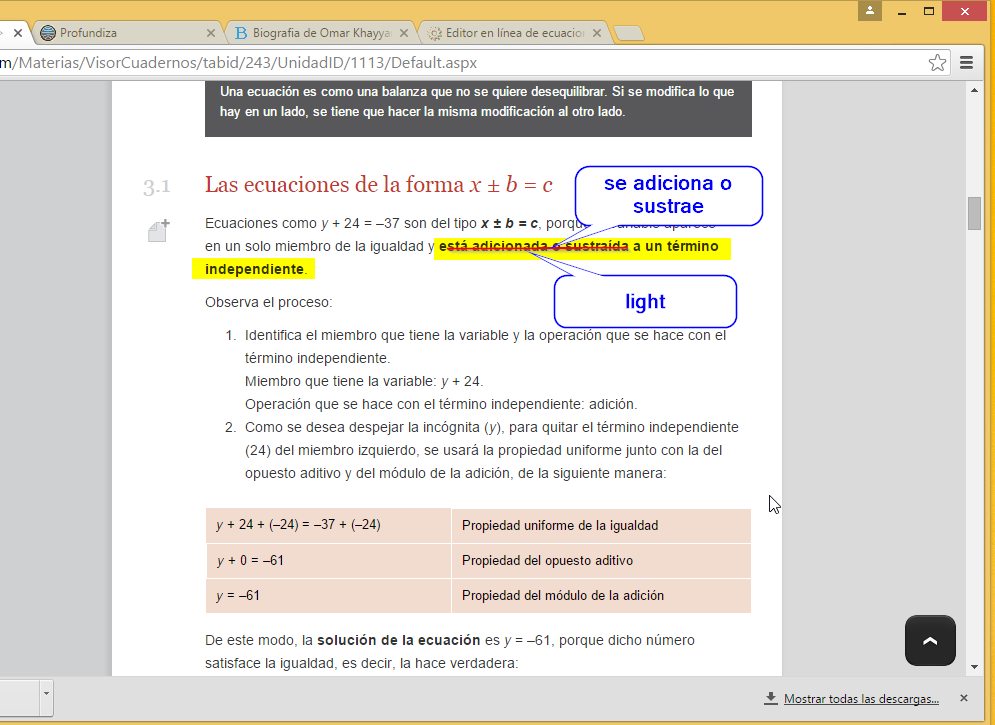 Profundiza
Biografia de Omar Khayya
Editor en línea de ecuacion
m/Materias/VisorCuadernos/tabid/243/UnidadID/1113/Default.aspx
Una ecuación es como una balanza que no se quiere desequilibrar. Si se modifica lo que
hay en un lado, se tiene que hacer la misma modificación al otro lado.
3.1 Las ecuaciones de la forma x ± b = c
se adiciona o
sustrae
Ecuaciones como y + 24 = –37 son del tipo x ± b = c, porqu
en un solo miembro de la igualdad y está adicionada o sustraída a un término
independiente.
light
Observa el proceso:
1. Identifica el miembro que tiene la variable y la operación que se hace con el
término independiente.
Miembro que tiene la variable: y + 24.
Operación que se hace con el término independiente: adición.
2. Como se desea despejar la incógnita (y), para quitar el término independiente
(24) del miembro izquierdo, se usará la propiedad uniforme junto con la del
opuesto aditivo y del módulo de la adición, de la siguiente manera:
y + 24 + (–24) = –37 + (–24) Propiedad uniforme de la igualdad
y + 0 = –61 Propiedad del opuesto aditivo
y = –61 Propiedad del módulo de la adición
De este modo, la solución de la ecuación es y = –61, porque dicho número
satisface la igualdad, es decir, la hace verdadera:
Mostrar todas las descargas...